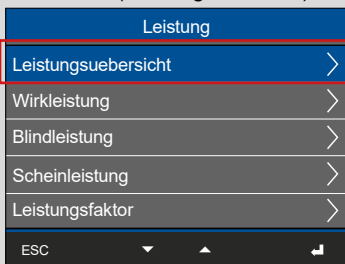 Leistung
Leistungsuebersicht
Wirkleistung
Blindleistung
Scheinleistung
Leistungsfaktor
ESC